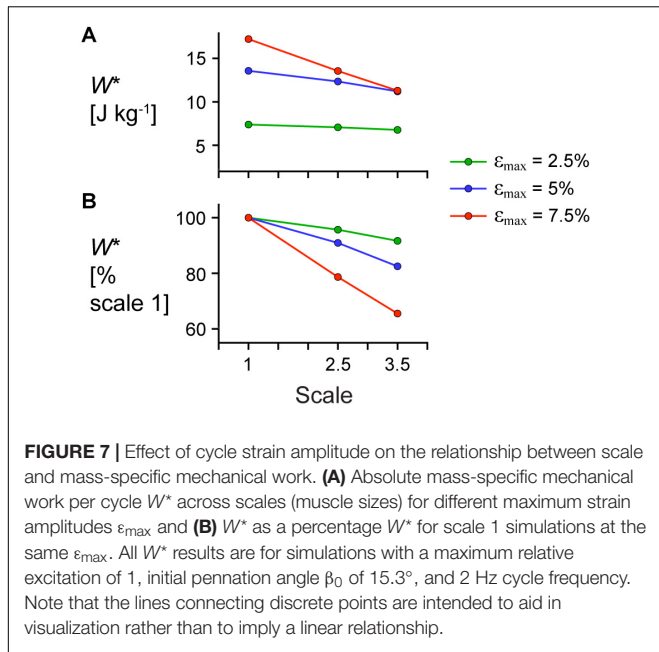 A
W*
[J kg⁻¹]
15
10
5
εmax = 2.5%
εmax = 5%
εmax = 7.5%
B
W*
[%
scale 1]
100
80
60
1 2.5 3.5
Scale
FIGURE 7 | Effect of cycle strain amplitude on the relationship between scale
and mass-specific mechanical work. (A) Absolute mass-specific mechanical
work per cycle W* across scales (muscle sizes) for different maximum strain
amplitudes εmax and (B) W* as a percentage W* for scale 1 simulations at the
same εmax. All W* results are for simulations with a maximum relative
excitation of 1, initial pennation angle β0 of 15.3°, and 2 Hz cycle frequency.
Note that the lines connecting discrete points are intended to aid in
visualization rather than to imply a linear relationship.